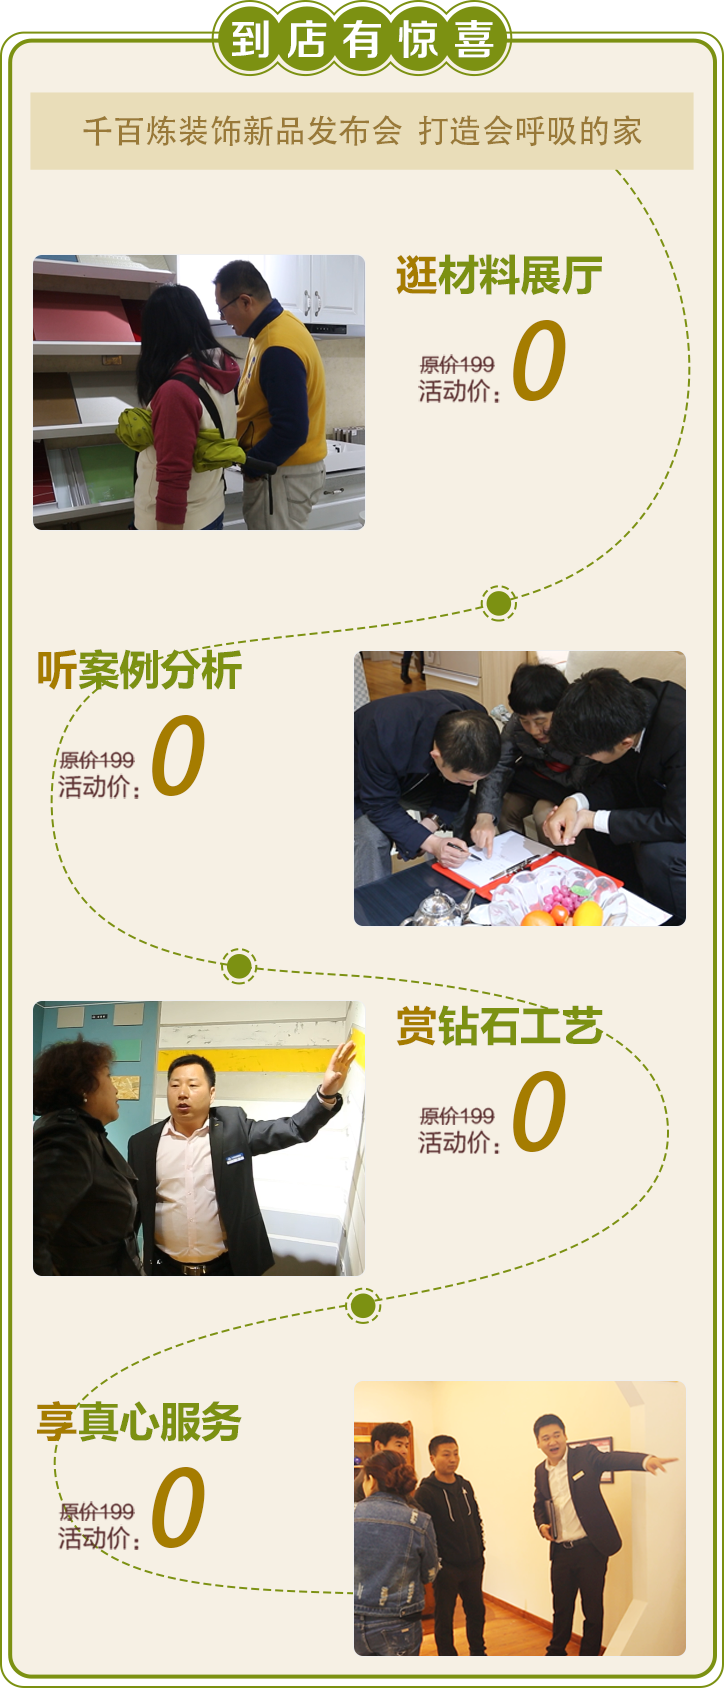 到店有惊喜
千百炼装饰新品发布会 打造会呼吸的家
逛材料展厅
原价199
活动价：0
听案例分析
原价199
活动价：0
赏钻石工艺
原价199
活动价：0
享真心服务
原价199
活动价：0